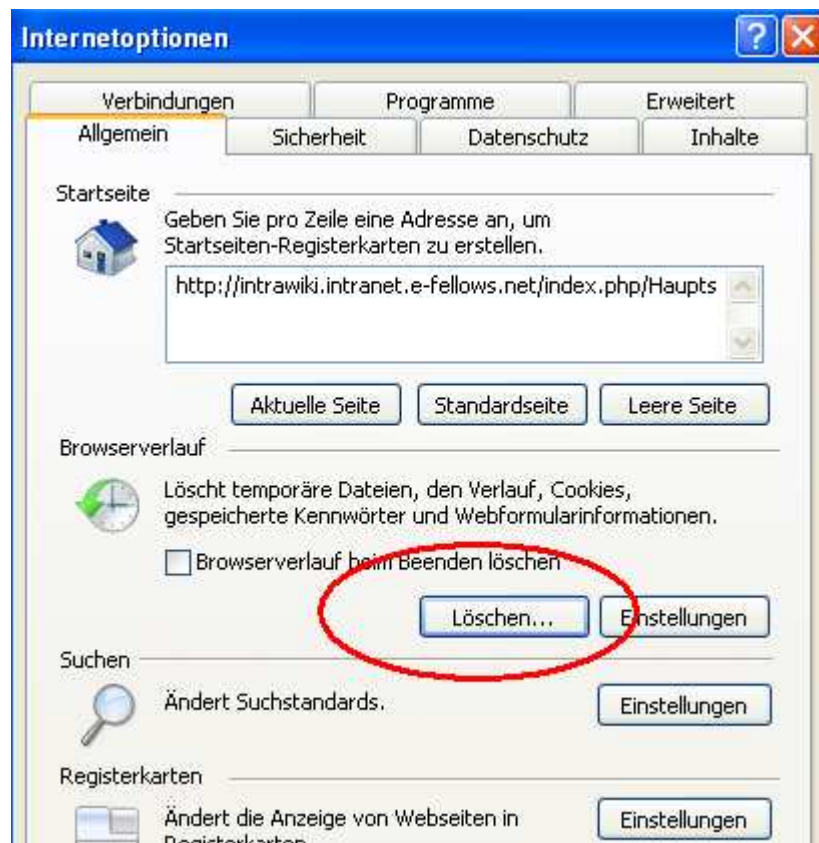 Internetoptionen
Verbindungen Programme Erweitert
Allgemein Sicherheit Datenschutz Inhalte
Startseite
Geben Sie pro Zeile eine Adresse an, um
Startseiten-Registerkarten zu erstellen.
http://intrawiki.intranet.e-fellows.net/index.php/Haupts
Aktuelle Seite Standardseite Leere Seite
Browserverlauf
Löscht temporäre Dateien, den Verlauf, Cookies,
gespeicherte Kennwörter und Webformularinformationen.
Browserverlauf beim Beenden löschen
Löschen... Einstellungen
Suchen
Ändert Suchstandards. Einstellungen
Registerkarten
Ändert die Anzeige von Webseiten in Einstellungen
Registerkarten